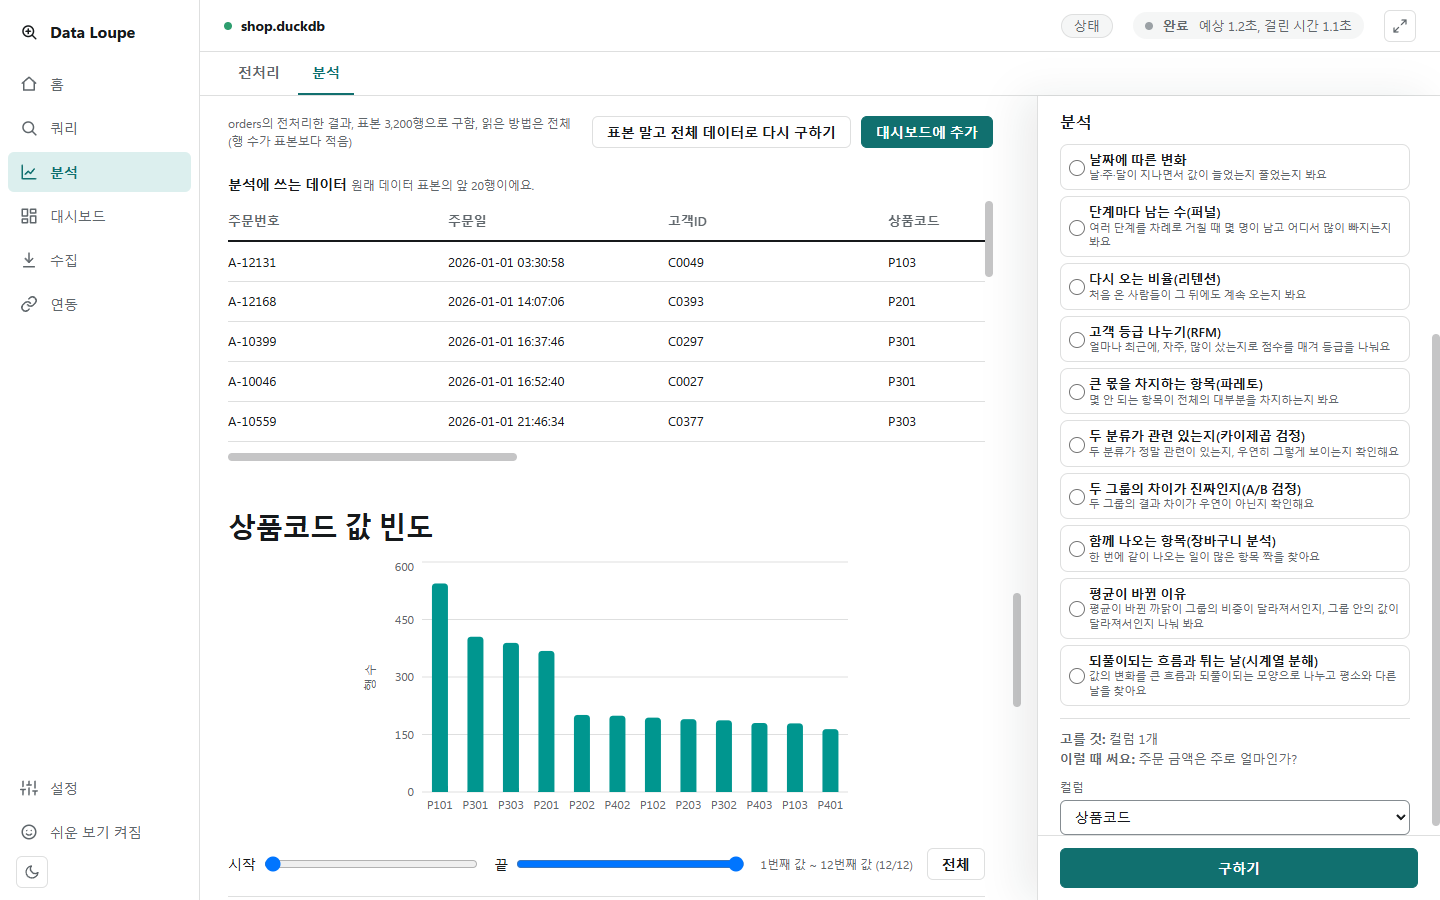 Data Loupe
홈
쿼리
분석
대시보드
수집
연동
설정
쉬운 보기 켜짐
shop.duckdb
상태
완료 예상 1.2초, 걸린 시간 1.1초
전처리 분석
orders의 전처리한 결과, 표본 3,200행으로 구함, 읽은 방법은 전체
(행 수가 표본보다 적음)
표본 말고 전체 데이터로 다시 구하기
대시보드에 추가
분석에 쓰는 데이터 원래 데이터 표본의 앞 20행이에요.
주문번호 주문일 고객ID 상품코드
A-12131 2026-01-01 03:30:58 C0049 P103
A-12168 2026-01-01 14:07:06 C0393 P201
A-10399 2026-01-01 16:37:46 C0297 P301
A-10046 2026-01-01 16:52:40 C0027 P301
A-10559 2026-01-01 21:46:34 C0377 P303
상품코드 값 빈도
600
450
300
150
0
행 수
P101 P301 P303 P201 P202 P402 P102 P203 P302 P403 P103 P401
시작 끝 1번째 값 ~ 12번째 값 (12/12) 전체
분석
날짜에 따른 변화
날·주·달이 지나면서 값이 늘었는지 줄었는지 봐요
단계마다 남는 수(퍼널)
여러 단계를 차례로 거칠 때 몇 명이 남고 어디서 많이 빠지는지
봐요
다시 오는 비율(리텐션)
처음 온 사람들이 그 뒤에도 계속 오는지 봐요
고객 등급 나누기(RFM)
얼마나 최근에, 자주, 많이 샀는지로 점수를 매겨 등급을 나눠요
큰 몫을 차지하는 항목(파레토)
몇 안 되는 항목이 전체의 대부분을 차지하는지 봐요
두 분류가 관련 있는지(카이제곱 검정)
두 분류가 정말 관련이 있는지, 우연히 그렇게 보이는지 확인해요
두 그룹의 차이가 진짜인지(A/B 검정)
두 그룹의 결과 차이가 우연이 아닌지 확인해요
함께 나오는 항목(장바구니 분석)
한 번에 같이 나오는 일이 많은 항목 짝을 찾아요
평균이 바뀐 이유
평균이 바뀐 까닭이 그룹의 비중이 달라져서인지, 그룹 안의 값이
달라져서인지 나눠 봐요
되풀이되는 흐름과 튀는 날(시계열 분해)
값의 변화를 큰 흐름과 되풀이되는 모양으로 나누고 평소와 다른
날을 찾아요
고를 것: 컬럼 1개
이럴 때 써요: 주문 금액은 주로 얼마인가?
컬럼
상품코드
구하기